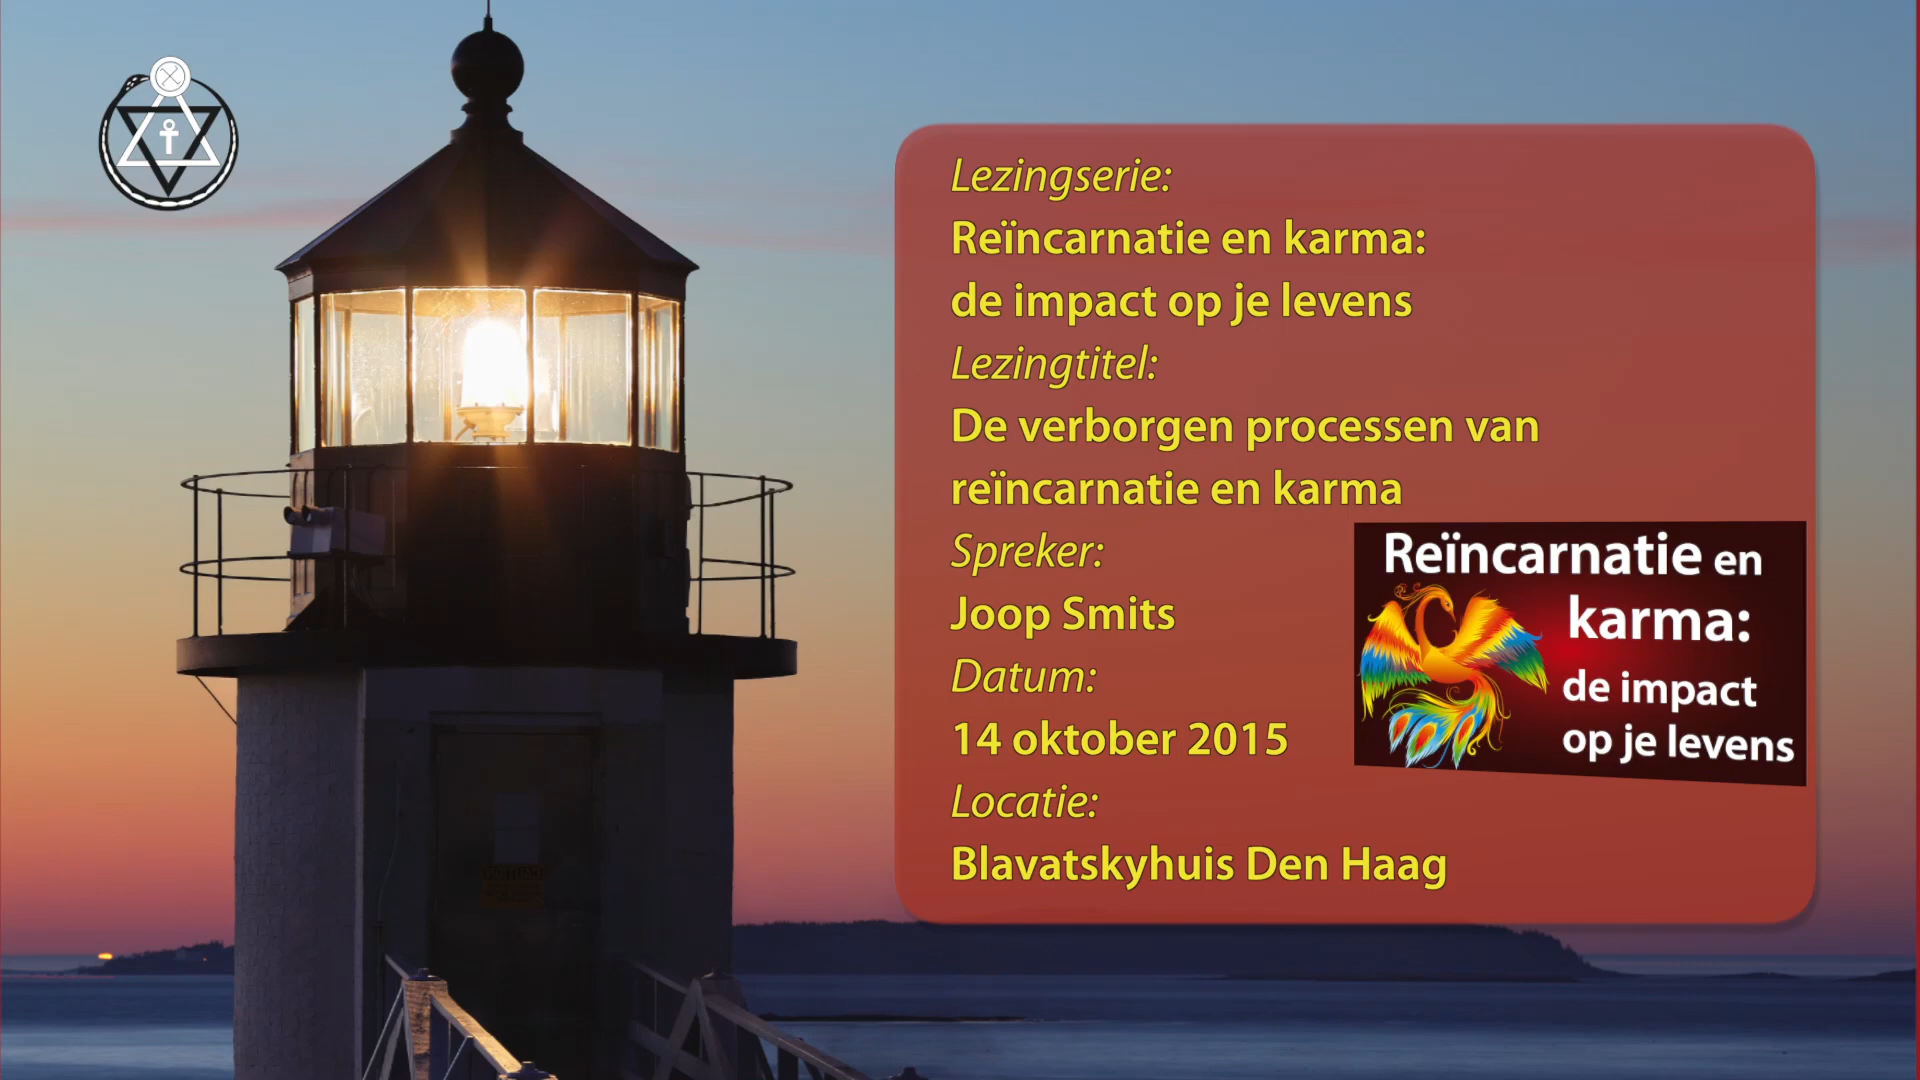 Lezingserie:
Reïncarnatie en karma:
de impact op je levens
Lezingtitel:
De verborgen processen van
reïncarnatie en karma
Spreker:
Joop Smits
Datum:
14 oktober 2015
Locatie:
Blavatskyhuis Den Haag
Reïncarnatie en
karma:
de impact
op je levens